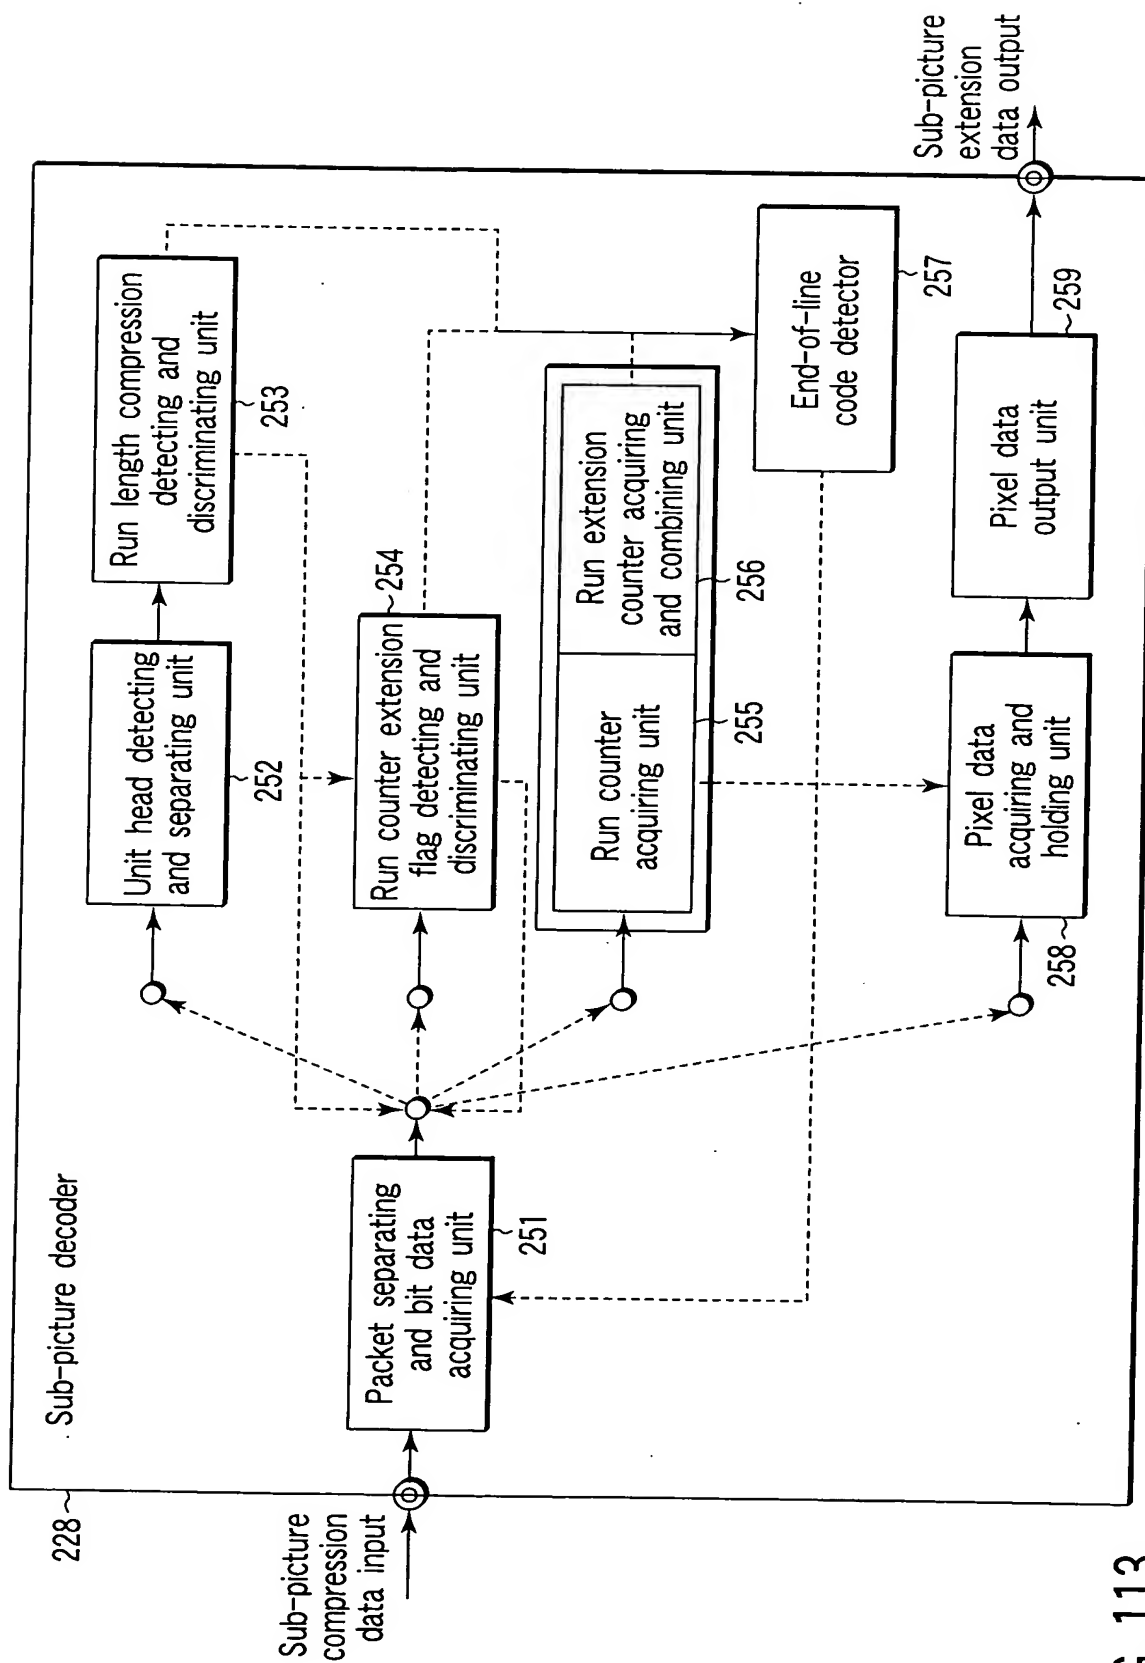 Sub-picture decoder
228
Sub-picture
compression
data input
Packet separating
and bit data
acquiring unit
251
Unit head detecting
and separating unit
252
Run length compression
detecting and
discriminating unit
253
Run counter extension
flag detecting and
discriminating unit
254
Run counter
acquiring unit
255
Run extension
counter acquiring
and combining unit
256
End-of-line
code detector
257
Pixel data
acquiring and
holding unit
258
Pixel data
output unit
259
Sub-picture
extension
data output
113